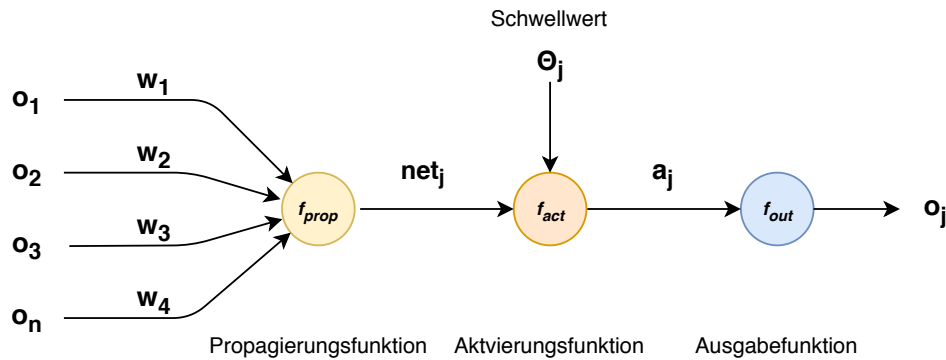 Schwellwert
Θj
o1
w1
o2
w2
o3
w3
on
w4
fprop
netj
fact
aj
fout
oj
Propagierungsfunktion
Aktvierungsfunktion
Ausgabefunktion